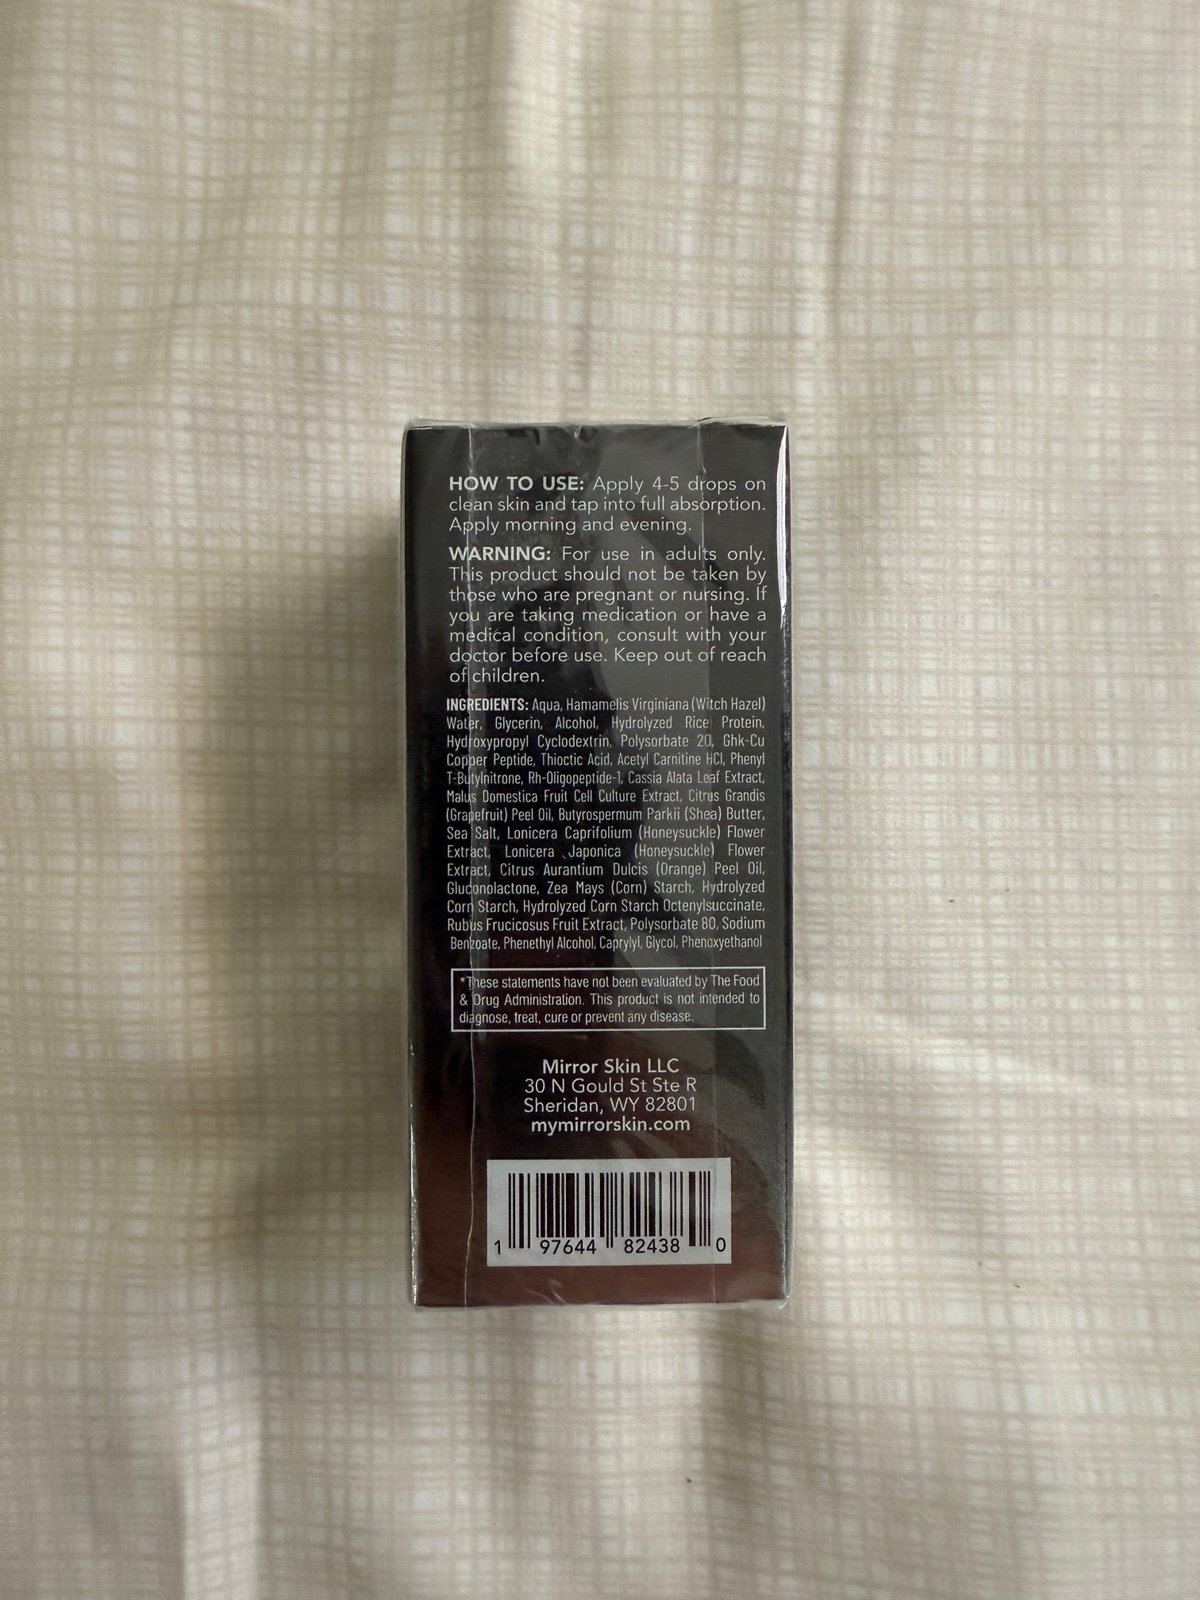 HOW TO USE: Apply 4-5 drops on
clean skin and tap into full absorption.
Apply morning and evening.
WARNING: For use in adults only.
This product should not be taken by
those who are pregnant or nursing. If
you are taking medication or have a
medical condition, consult with your
doctor before use. Keep out of reach
of children.
INGREDIENTS: Aqua, Hamamelis Virginiana (Witch Hazel)
Water, Glycerin, Alcohol, Hydrolyzed Rice Protein,
Hydroxypropyl Cyclodextrin, Polysorbate 20, Ghk-Cu
Copper Peptide, Thioctic Acid, Acetyl Carnitine HCl, Phenyl
T-Butylnitrone, Rh-Oligopeptide-1, Cassia Alata Leaf Extract,
Malus Domestica Fruit Cell Culture Extract, Citrus Grandis
(Grapefruit) Peel Oil, Butyrospermum Parkii (Shea) Butter,
Sea Salt, Lonicera Caprifolium (Honeysuckle) Flower
Extract, Lonicera Japonica (Honeysuckle) Flower
Extract, Citrus Aurantium Dulcis (Orange) Peel Oil,
Gluconolactone, Zea Mays (Corn) Starch, Hydrolyzed
Corn Starch, Hydrolyzed Corn Starch Octenylsuccinate,
Rubus Frucicosus Fruit Extract, Polysorbate 80, Sodium
Benzoate, Phenethyl Alcohol, Caprylyl, Glycol, Phenoxyethanol
*These statements have not been evaluated by The Food
& Drug Administration. This product is not intended to
diagnose, treat, cure or prevent any disease.
Mirror Skin LLC
30 N Gould St Ste R
Sheridan, WY 82801
mymirrorskin.com
1 97644 82438 0